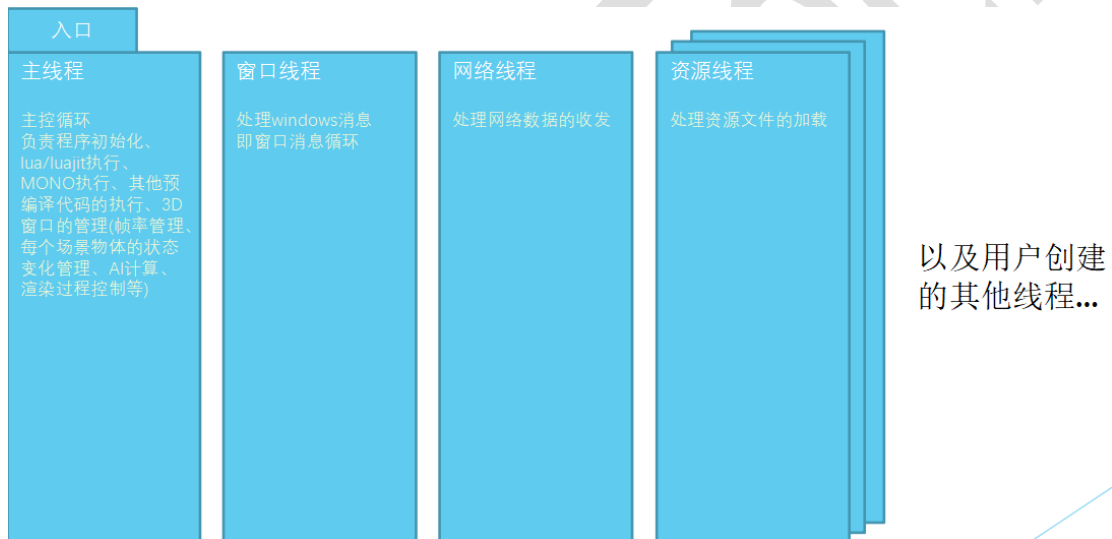 入口
主线程
主控循环
负责程序初始化、
lua/luajit执行、
MONO执行、其他预
编译代码的执行、3D
窗口的管理(帧率管理、
每个场景物体的状态
变化管理、AI计算、
渲染过程控制等)
窗口线程
处理windows消息
即窗口消息循环
网络线程
处理网络数据的收发
资源线程
处理资源文件的加载
以及用户创建
的其他线程...